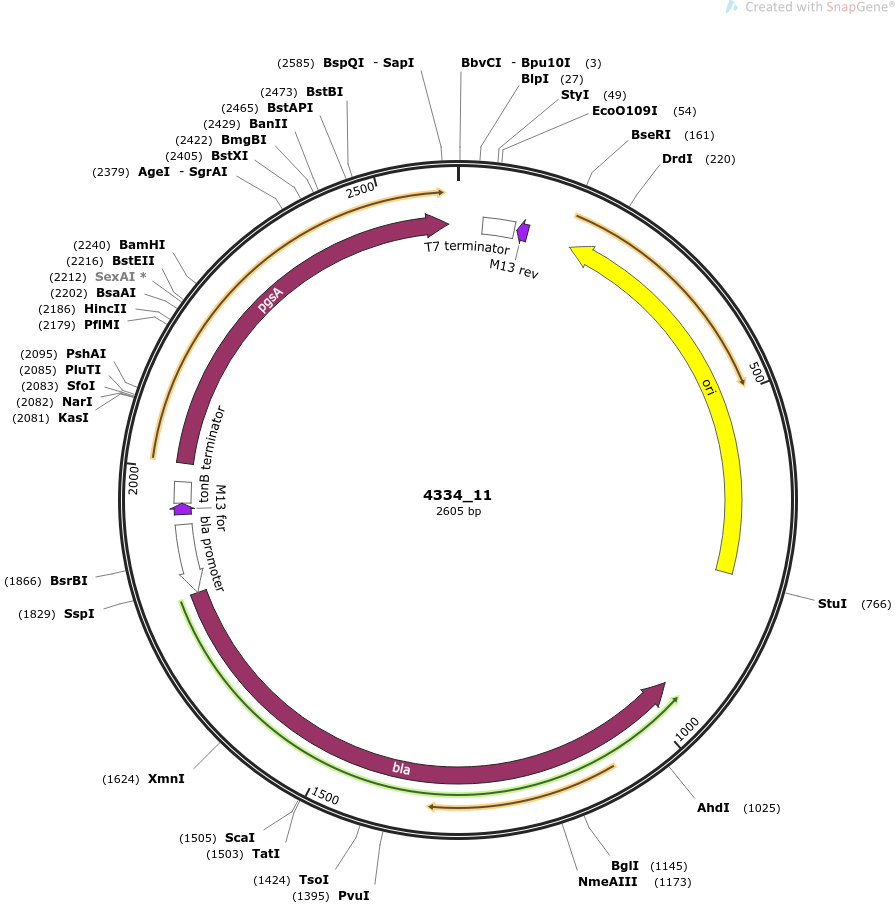 Created with SnapGene®
(2585) BspQI - SapI
BbvCI - Bpu10I (3)
BlpI (27)
StyI (49)
EcoO109I (54)
BseRI (161)
DrdI (220)
(2473) BstBI
(2465) BstAPI
(2429) BanII
(2422) BmgBI
(2405) BstXI
(2379) AgeI - SgrAI
(2240) BamHI
(2216) BstEII
(2212) SexAI *
(2202) BsaAI
(2186) HincII
(2179) PflMI
(2095) PshAI
(2085) PluTI
(2083) SfoI
(2082) NarI
(2081) KasI
(1866) BsrBI
(1829) SspI
(1624) XmnI
(1505) ScaI
(1503) TatI
(1424) TsoI
(1395) PvuI
StuI (766)
AhdI (1025)
BglI (1145)
NmeAIII (1173)
2500
500
1000
1500
2000
T7 terminator
M13 rev
pgsA
ori
tonB terminator
M13 for
bla promoter
bla
4334_11
2605 bp